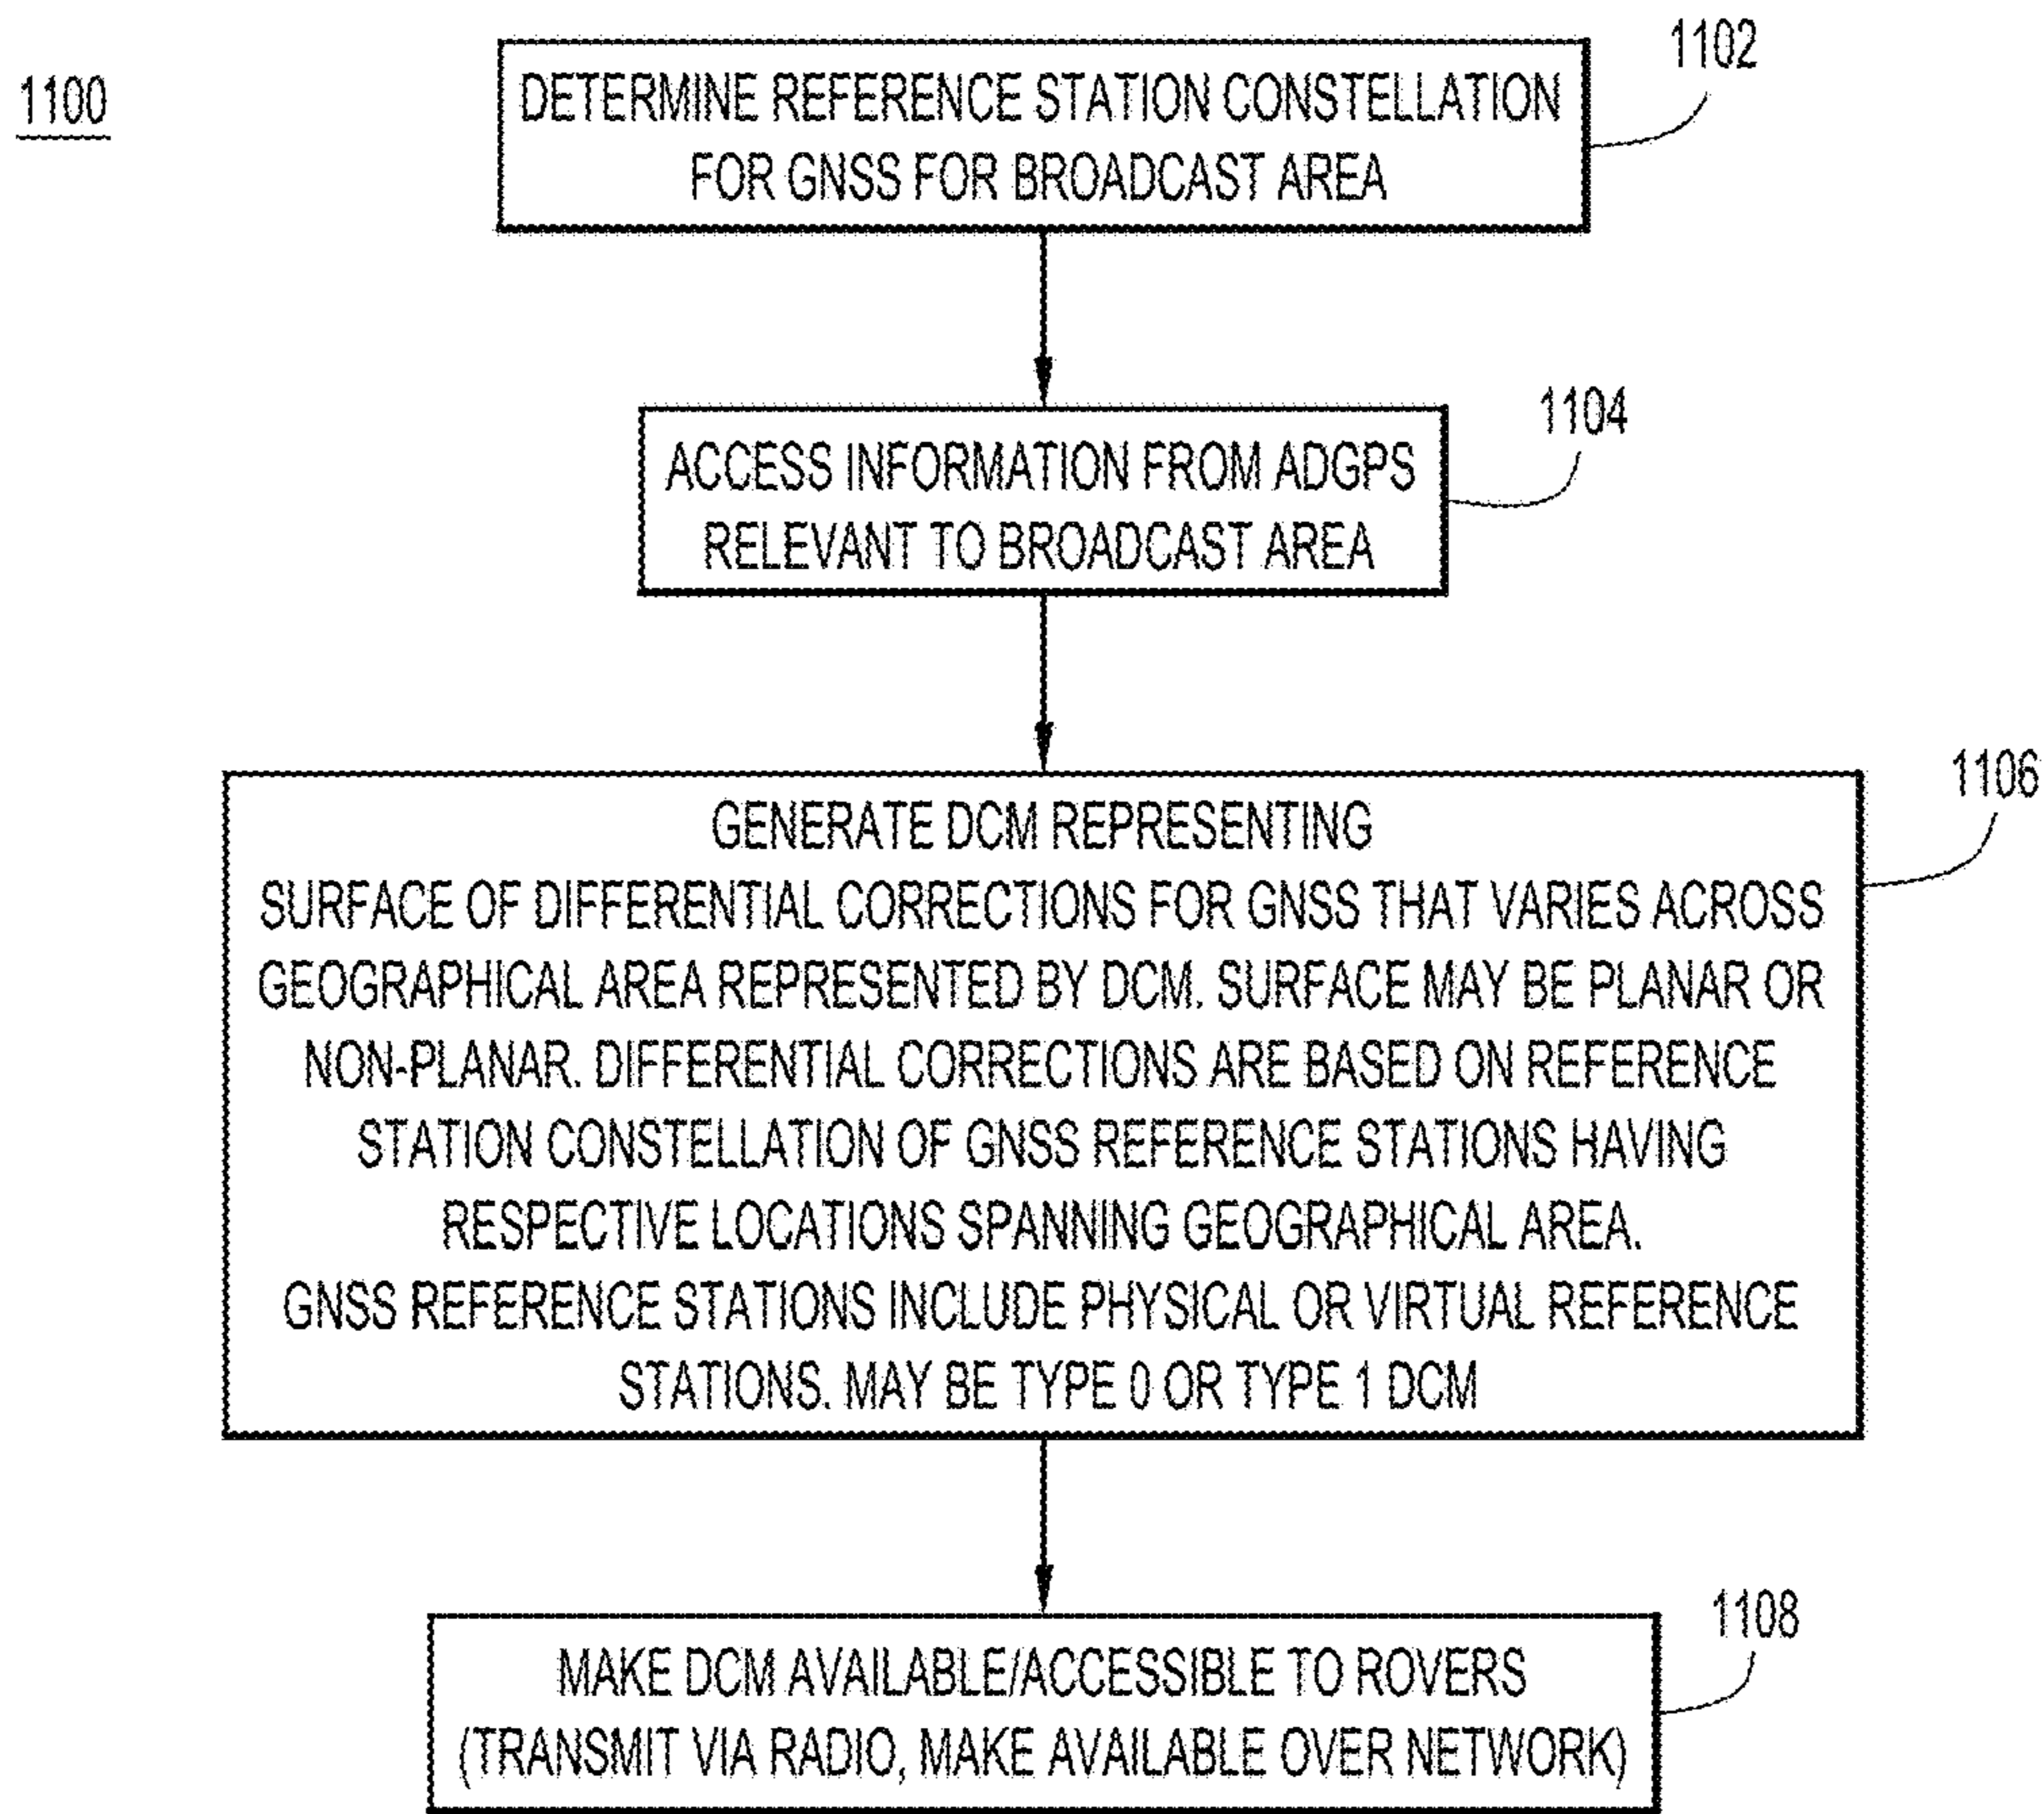 1100
1102
DETERMINE REFERENCE STATION CONSTELLATION
FOR GNSS FOR BROADCAST AREA
1104
ACCESS INFORMATION FROM ADGPS
RELEVANT TO BROADCAST AREA
1106
GENERATE DCM REPRESENTING
SURFACE OF DIFFERENTIAL CORRECTIONS FOR GNSS THAT VARIES ACROSS
GEOGRAPHICAL AREA REPRESENTED BY DCM. SURFACE MAY BE PLANAR OR
NON-PLANAR. DIFFERENTIAL CORRECTIONS ARE BASED ON REFERENCE
STATION CONSTELLATION OF GNSS REFERENCE STATIONS HAVING
RESPECTIVE LOCATIONS SPANNING GEOGRAPHICAL AREA.
GNSS REFERENCE STATIONS INCLUDE PHYSICAL OR VIRTUAL REFERENCE
STATIONS. MAY BE TYPE 0 OR TYPE 1 DCM
1108
MAKE DCM AVAILABLE/ACCESSIBLE TO ROVERS
(TRANSMIT VIA RADIO, MAKE AVAILABLE OVER NETWORK)